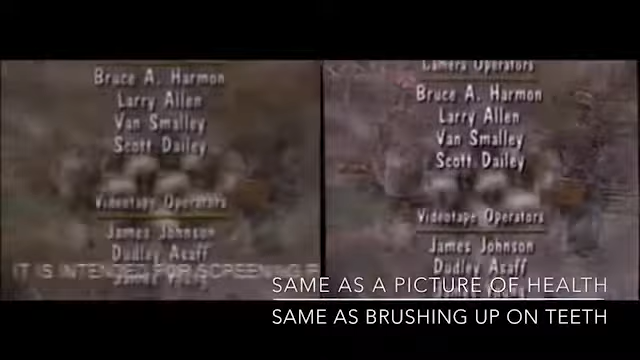 Bruce A. Harmon
Larry Allen
Van Smalley
Scott Dailey
Videotape Operators
James Johnson
Dudley Asaff
IT IS INTENDED FOR SCREENING
Camera Operators
Bruce A. Harmon
Larry Allen
Van Smalley
Scott Dailey
Videotape Operators
James Johnson
Dudley Asaff
SAME AS A PICTURE OF HEALTH
SAME AS BRUSHING UP ON TEETH